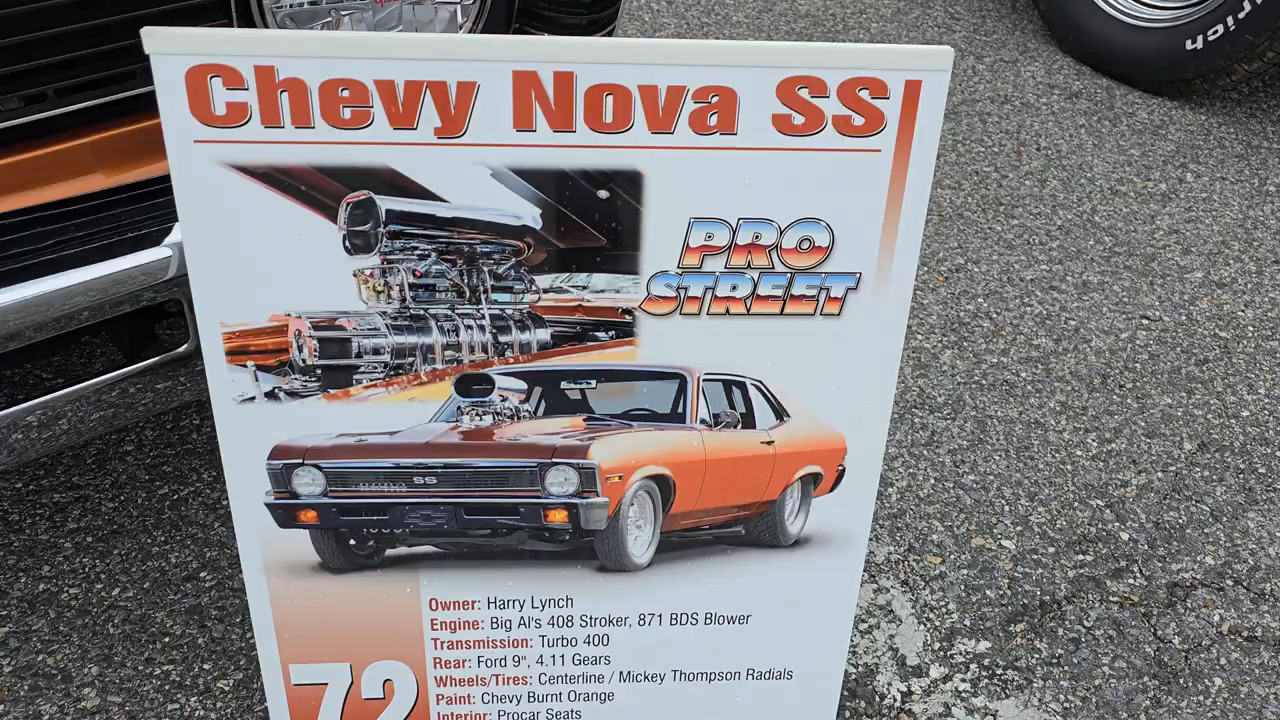 Chevy Nova SS
PRO
STREET
SS
Owner: Harry Lynch
Engine: Big Al's 408 Stroker, 871 BDS Blower
Transmission: Turbo 400
Rear: Ford 9", 4.11 Gears
Wheels/Tires: Centerline / Mickey Thompson Radials
Paint: Chevy Burnt Orange
Interior: Procar Seats
72